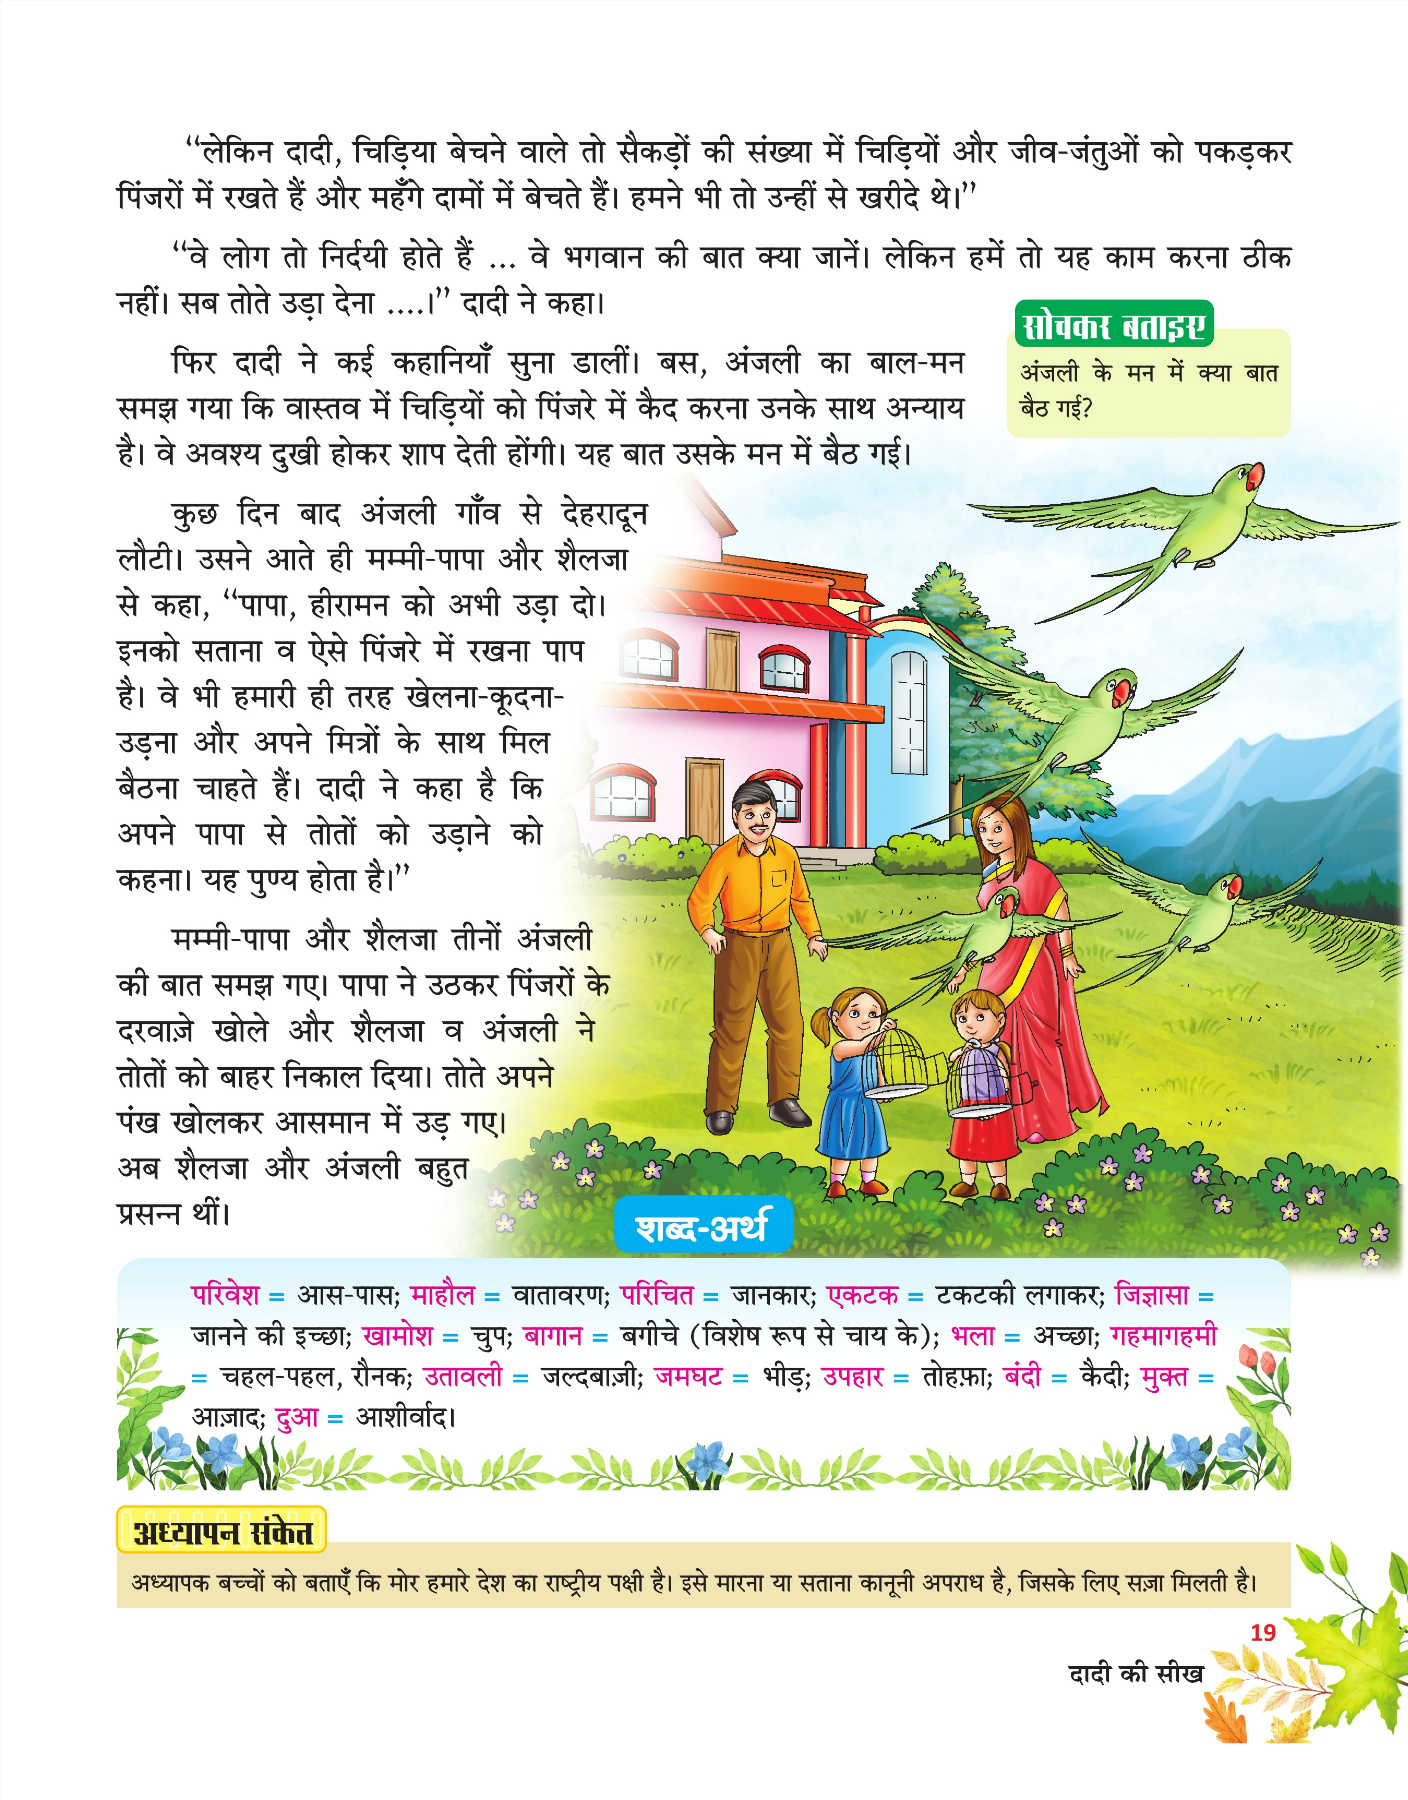 “लेकिन दादी, चिड़िया बेचने वाले तो सैकड़ों की संख्या में चिड़ियों और जीव-जंतुओं को पकड़कर
पिंजरों में रखते हैं और महँगे दामों में बेचते हैं। हमने भी तो उन्हीं से खरीदे थे।”
“वे लोग तो निर्दयी होते हैं ... वे भगवान की बात क्या जानें। लेकिन हमें तो यह काम करना ठीक
नहीं। सब तोते उड़ा देना ....।” दादी ने कहा।
फिर दादी ने कई कहानियाँ सुना डालीं। बस, अंजली का बाल-मन
समझ गया कि वास्तव में चिड़ियों को पिंजरे में कैद करना उनके साथ अन्याय
है। वे अवश्य दुखी होकर शाप देती होंगी। यह बात उसके मन में बैठ गई।
सोचकर बताइए
अंजली के मन में क्या बात
बैठ गई?
कुछ दिन बाद अंजली गाँव से देहरादून
लौटी। उसने आते ही मम्मी-पापा और शैलजा
से कहा, “पापा, हीरामन को अभी उड़ा दो।
इनको सताना व ऐसे पिंजरे में रखना पाप
है। वे भी हमारी ही तरह खेलना-कूदना-
उड़ना और अपने मित्रों के साथ मिल
बैठना चाहते हैं। दादी ने कहा है कि
अपने पापा से तोतों को उड़ाने को
कहना। यह पुण्य होता है।”
मम्मी-पापा और शैलजा तीनों अंजली
की बात समझ गए। पापा ने उठकर पिंजरों के
दरवाज़े खोले और शैलजा व अंजली ने
तोतों को बाहर निकाल दिया। तोते अपने
पंख खोलकर आसमान में उड़ गए।
अब शैलजा और अंजली बहुत
प्रसन्न थीं।
शब्द-अर्थ
परिवेश = आस-पास; माहौल = वातावरण; परिचित = जानकार; एकटक = टकटकी लगाकर; जिज्ञासा =
जानने की इच्छा; खामोश = चुप; बागान = बगीचे (विशेष रूप से चाय के); भला = अच्छा; गहमागहमी
= चहल-पहल, रौनक; उतावली = जल्दबाज़ी; जमघट = भीड़; उपहार = तोहफ़ा; बंदी = कैदी; मुक्त =
आज़ाद; दुआ = आशीर्वाद।
अध्यापन संकेत
अध्यापक बच्चों को बताएँ कि मोर हमारे देश का राष्ट्रीय पक्षी है। इसे मारना या सताना कानूनी अपराध है, जिसके लिए सज़ा मिलती है।
19
दादी की सीख